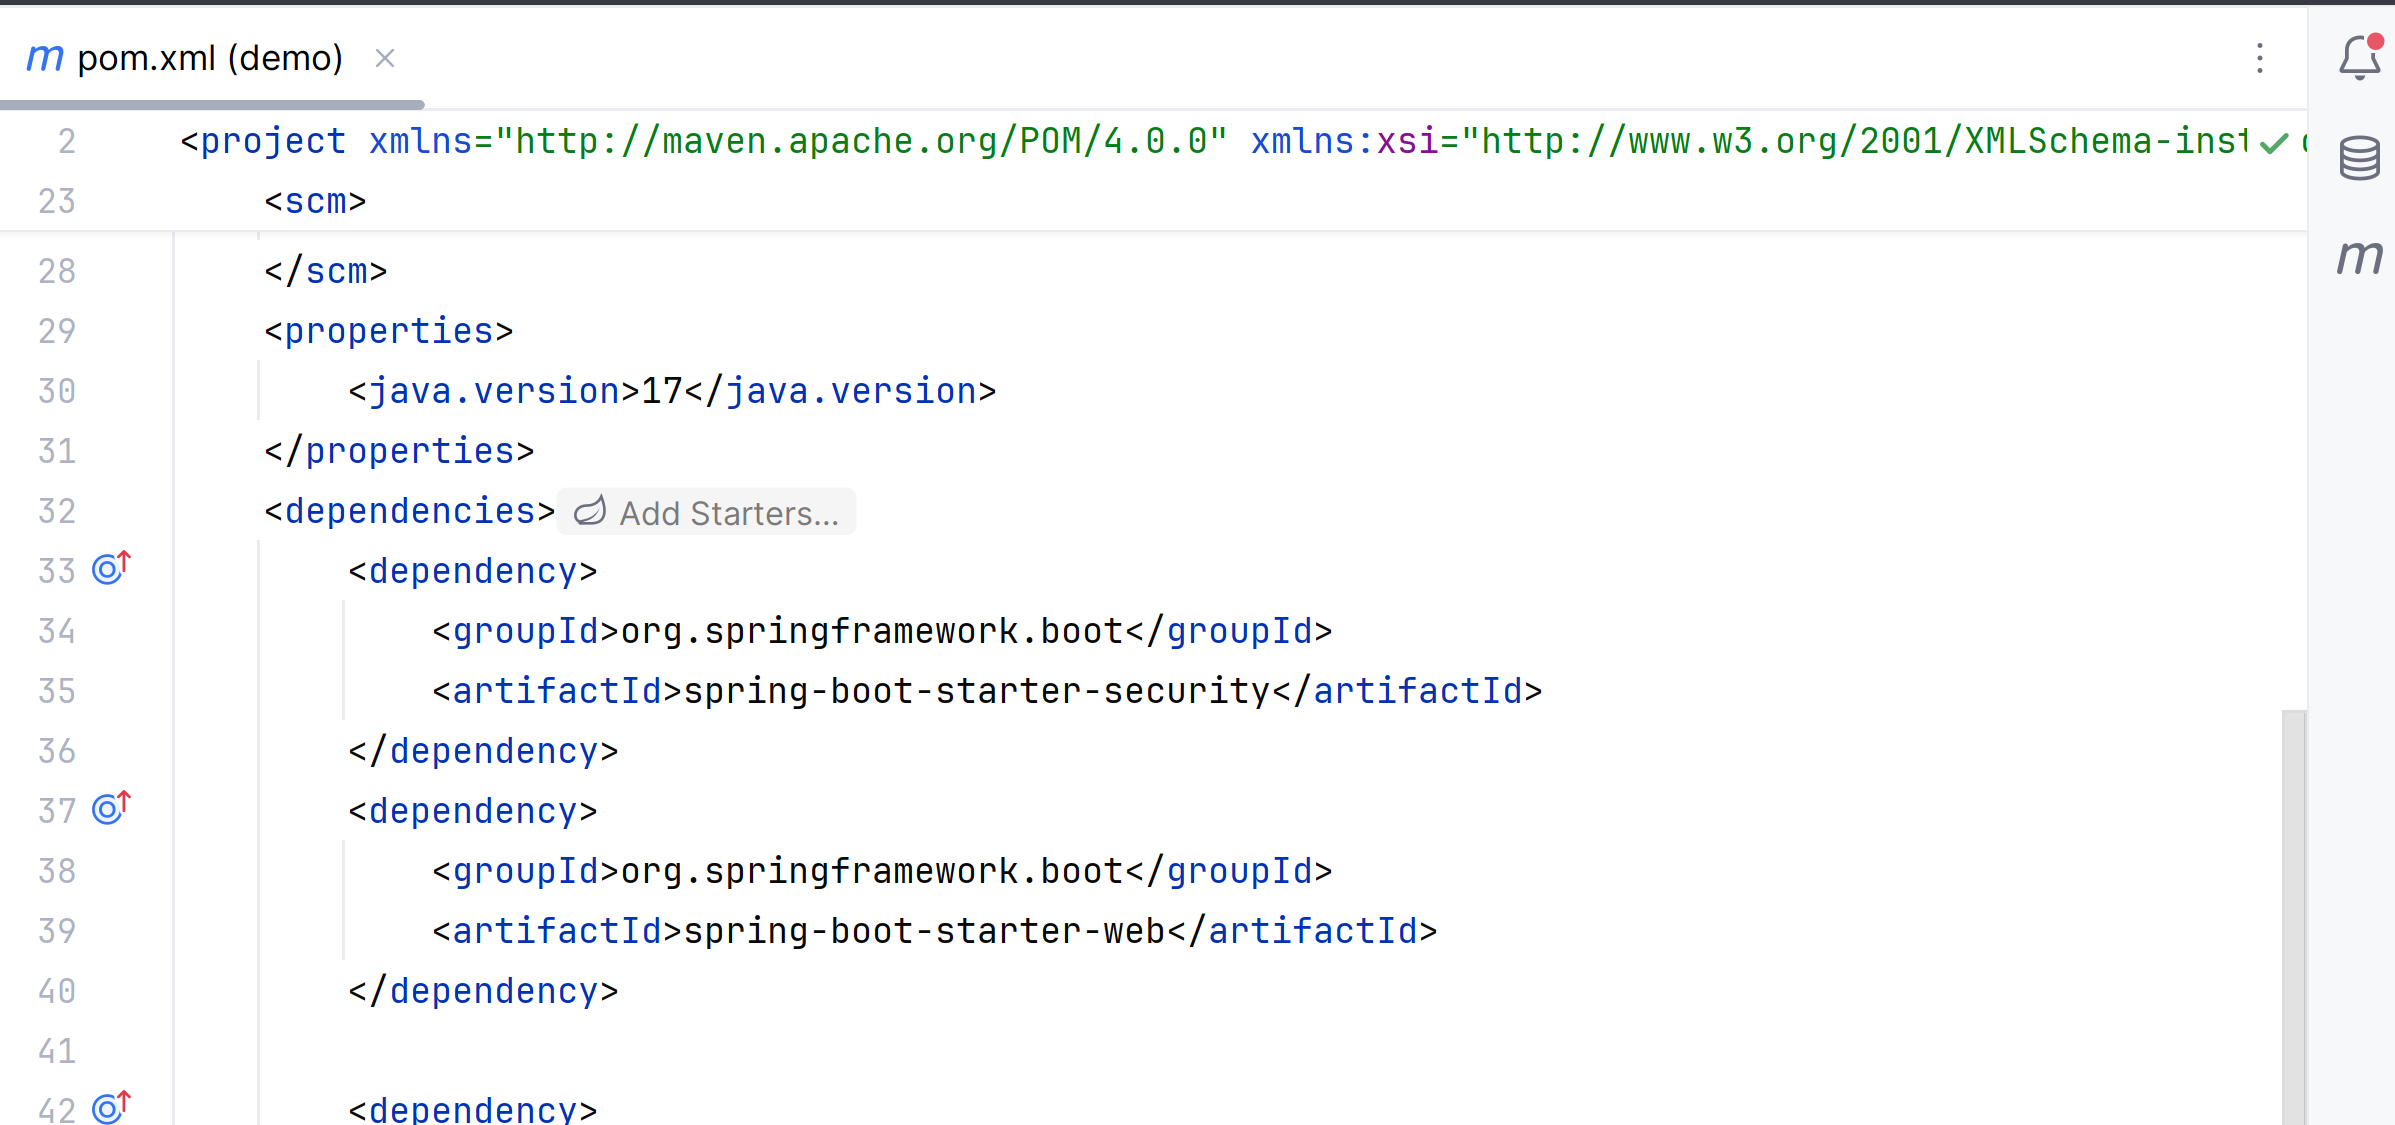 m pom.xml (demo)
2 <project xmlns="http://maven.apache.org/POM/4.0.0" xmlns:xsi="http://www.w3.org/2001/XMLSchema-inst
23 <scm>
28 </scm>
29 <properties>
30 <java.version>17</java.version>
31 </properties>
32 <dependencies> Add Starters...
33 <dependency>
34 <groupId>org.springframework.boot</groupId>
35 <artifactId>spring-boot-starter-security</artifactId>
36 </dependency>
37 <dependency>
38 <groupId>org.springframework.boot</groupId>
39 <artifactId>spring-boot-starter-web</artifactId>
40 </dependency>
41
42 <dependency>
m